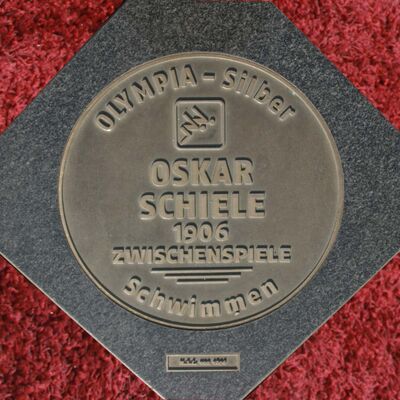 OLYMPIA - Silber
OSKAR
SCHIELE
1906
ZWISCHENSPIELE
Schwimmen